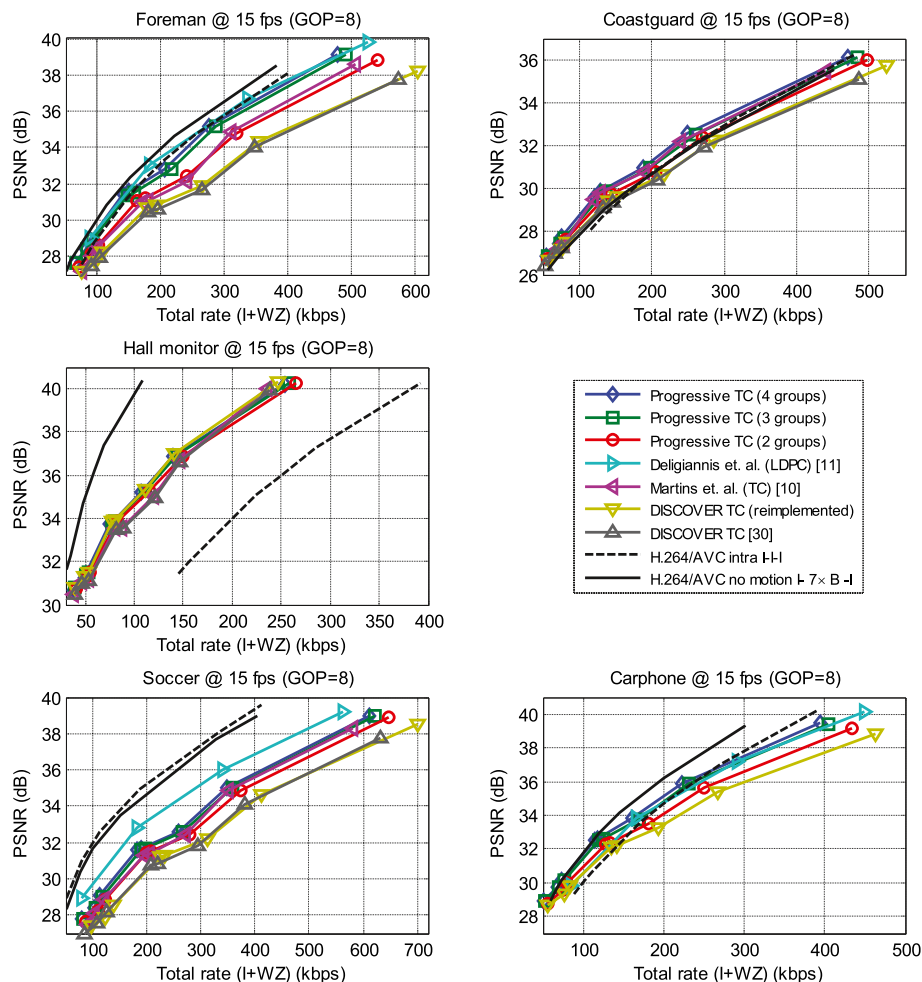 Foreman @ 15 fps (GOP=8)
PSNR (dB)
40
38
36
34
32
30
28
100 200 300 400 500 600
Total rate (I+WZ) (kbps)
Coastguard @ 15 fps (GOP=8)
PSNR (dB)
38
36
34
32
30
28
26
100 200 300 400 500
Total rate (I+WZ) (kbps)
Hall monitor @ 15 fps (GOP=8)
PSNR (dB)
42
40
38
36
34
32
30
50 100 150 200 250 300 350 400
Total rate (I+WZ) (kbps)
Progressive TC (4 groups)
Progressive TC (3 groups)
Progressive TC (2 groups)
Deligiannis et. al. (LDPC) [11]
Martins et. al. (TC) [10]
DISCOVER TC (reimplemented)
DISCOVER TC [30]
H.264/AVC intra I-I-I
H.264/AVC no motion I- 7× B -I
Soccer @ 15 fps (GOP=8)
PSNR (dB)
40
38
36
34
32
30
28
100 200 300 400 500 600 700
Total rate (I+WZ) (kbps)
Carphone @ 15 fps (GOP=8)
PSNR (dB)
42
40
38
36
34
32
30
28
100 200 300 400 500
Total rate (I+WZ) (kbps)